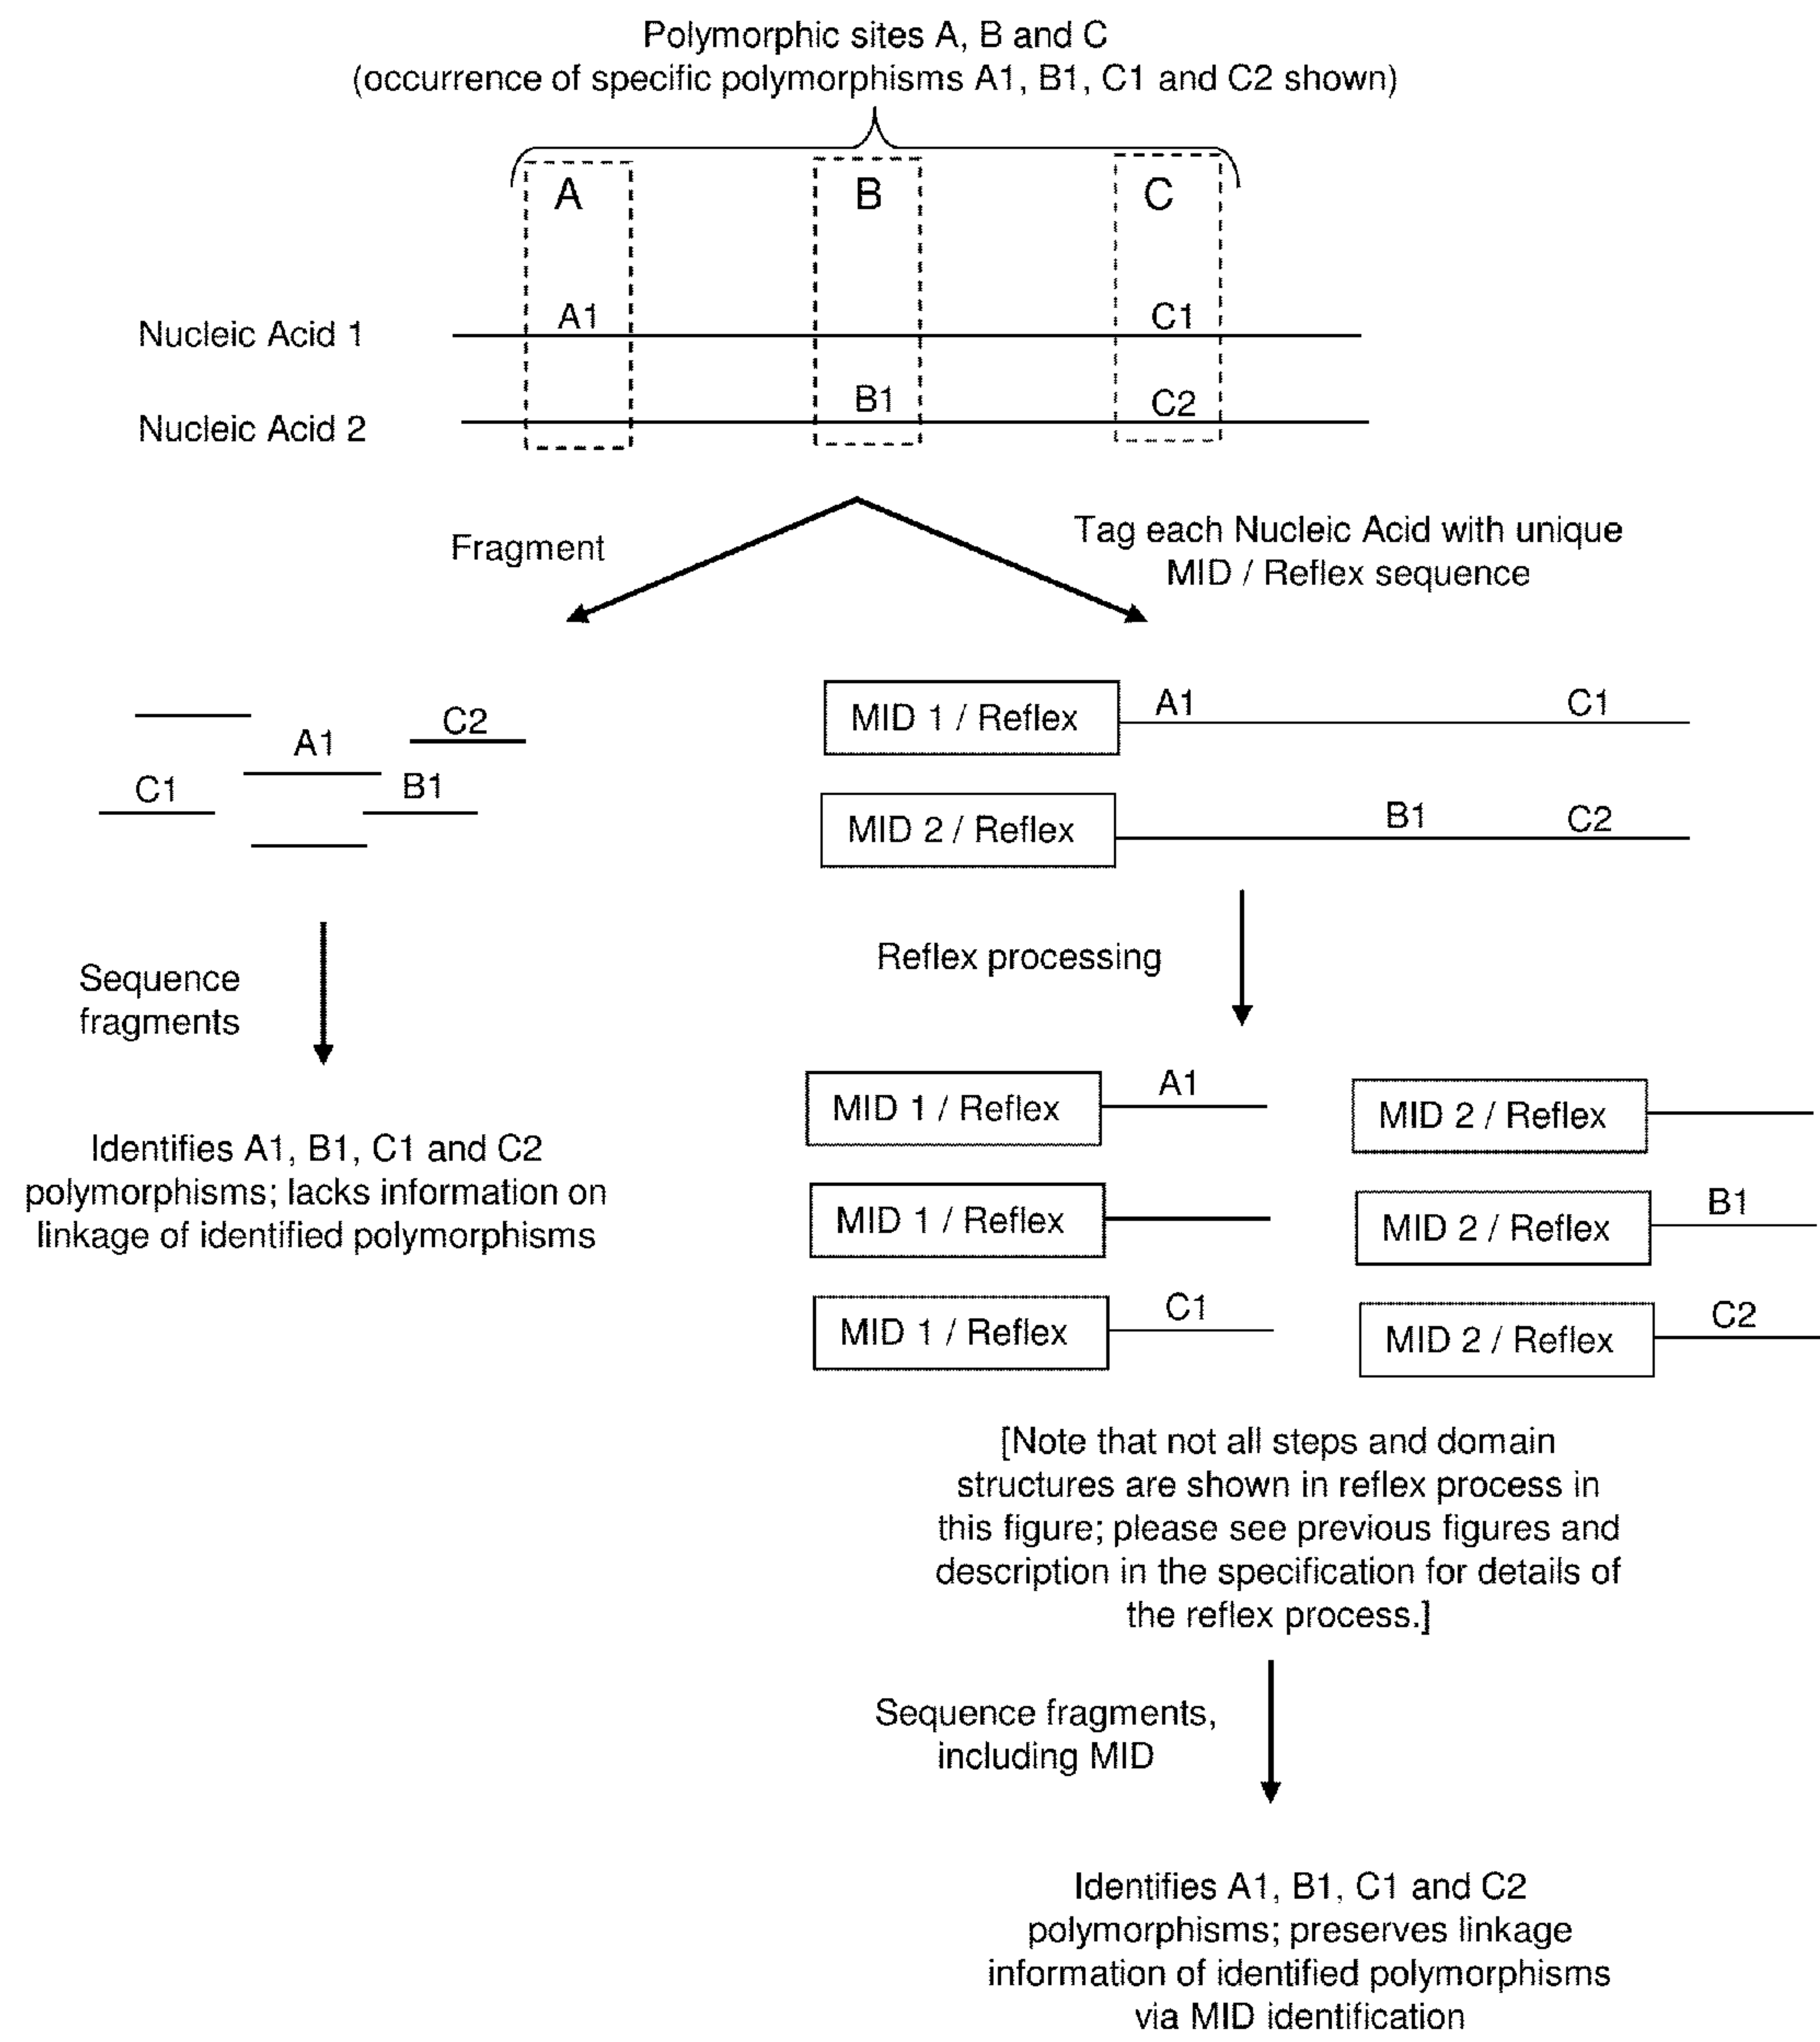 Polymorphic sites A, B and C
(occurrence of specific polymorphisms A1, B1, C1 and C2 shown)
A
B
C
Nucleic Acid 1
A1
C1
Nucleic Acid 2
B1
C2
Fragment
Tag each Nucleic Acid with unique
MID / Reflex sequence
C2
A1
C1
B1
MID 1 / Reflex
A1
C1
MID 2 / Reflex
B1
C2
Sequence
fragments
Reflex processing
Identifies A1, B1, C1 and C2
polymorphisms; lacks information on
linkage of identified polymorphisms
MID 1 / Reflex
A1
MID 2 / Reflex
MID 1 / Reflex
MID 2 / Reflex
B1
MID 1 / Reflex
C1
MID 2 / Reflex
C2
[Note that not all steps and domain
structures are shown in reflex process in
this figure; please see previous figures and
description in the specification for details of
the reflex process.]
Sequence fragments,
including MID
Identifies A1, B1, C1 and C2
polymorphisms; preserves linkage
information of identified polymorphisms
via MID identification